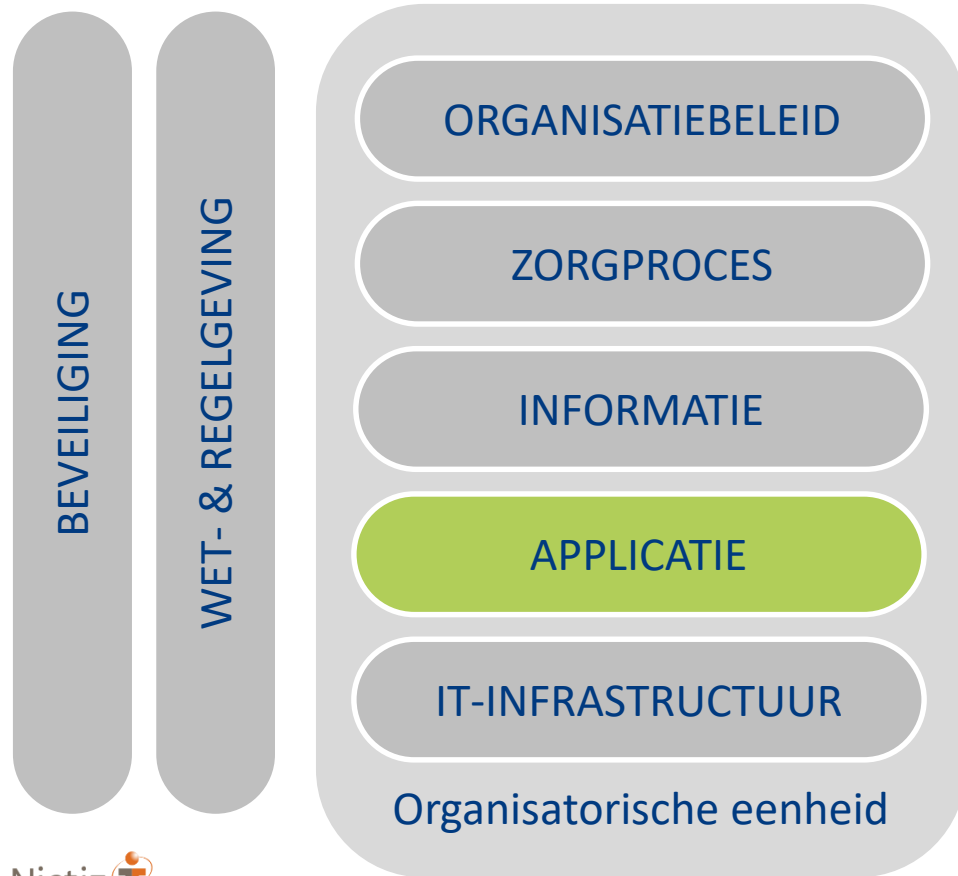 BEVEILIGING
WET- & REGELGEVING
ORGANISATIEBELEID
ZORGPROCES
INFORMATIE
APPLICATIE
IT-INFRASTRUCTUUR
Organisatorische eenheid